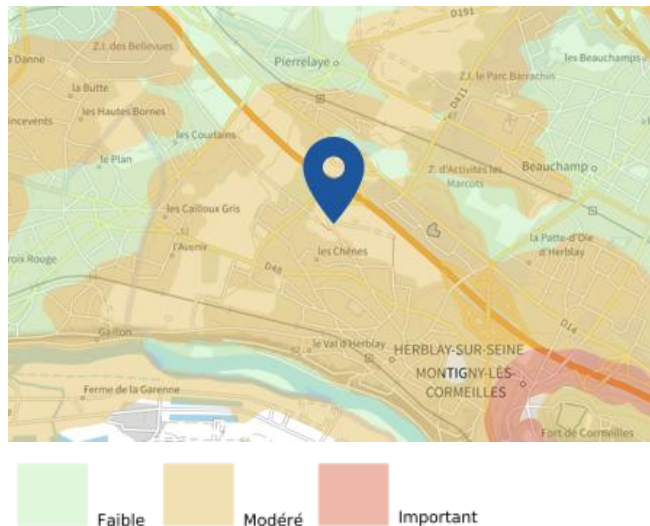 D191
Z.I. des Bellevues
Pierrelaye
les Beauchamps
a Danne
Z.I. le Parc Barrachin
la Butte
D411
les Hautes Bornes
incevents
les Courlains
le Plan
Z. d'Activités les
Marcots
Beauchamp
les Cailloux Gris
l'Avenir
les Chênes
la Patte-d'Oie
d'Herblay
roix Rouge
D48
Gaillon
D14
le Val d'Herblay
HERBLAY-SUR-SEINE
MONTIGNY-LÈS-
CORMEILLES
Ferme de la Garenne
Fort de Cormeilles
Faible
Modéré
Important